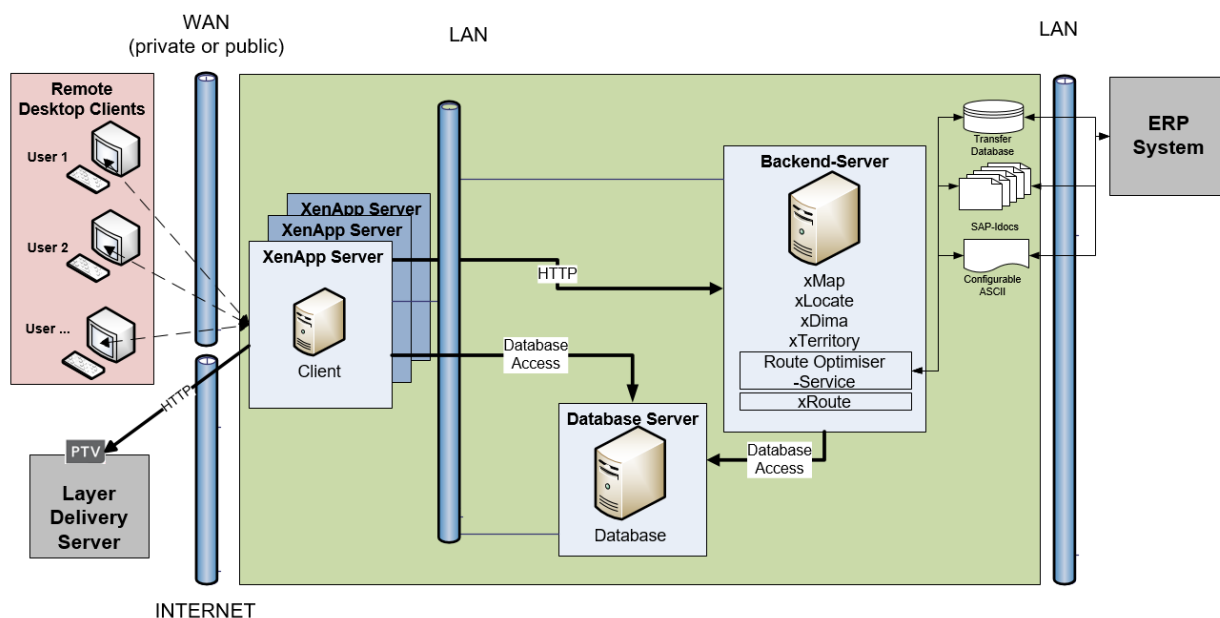 WAN
(private or public)
LAN
LAN
Remote
Desktop Clients
User 1
User 2
User ...
HTTP
PTV
Layer
Delivery
Server
INTERNET
XenApp Server
XenApp Server
XenApp Server
Client
HTTP
Database
Access
Database Server
Database
Backend-Server
xMap
xLocate
xDima
xTerritory
Route Optimiser
-Service
xRoute
Database
Access
Transfer
Database
SAP-Idocs
Configurable
ASCII
ERP
System